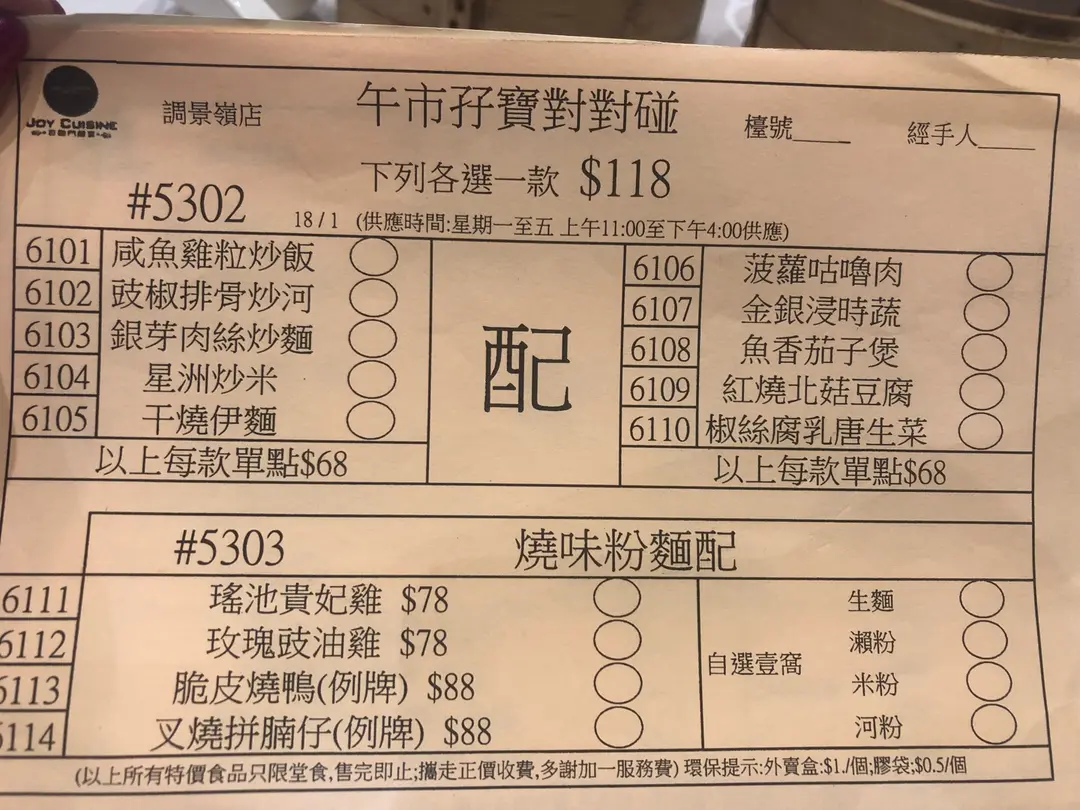 JOY CUISINE
調景嶺店
午市孖寶對對碰
檯號____
經手人____
下列各選一款 $118
#5302
18/1 (供應時間:星期一至五 上午11:00至下午4:00供應)
6101 咸魚雞粒炒飯
6102 豉椒排骨炒河
6103 銀芽肉絲炒麵
6104 星洲炒米
6105 干燒伊麵
以上每款單點$68
配
6106 菠蘿咕嚕肉
6107 金銀浸時蔬
6108 魚香茄子煲
6109 紅燒北菇豆腐
6110 椒絲腐乳唐生菜
以上每款單點$68
#5303 燒味粉麵配
6111 瑤池貴妃雞 $78
6112 玫瑰豉油雞 $78
6113 脆皮燒鴨(例牌) $88
6114 叉燒拼腩仔(例牌) $88
自選壹窩
生麵
瀨粉
米粉
河粉
(以上所有特價食品只限堂食,售完即止;攜走正價收費,多謝加一服務費) 環保提示:外賣盒:$1./個;膠袋;$0.5/個